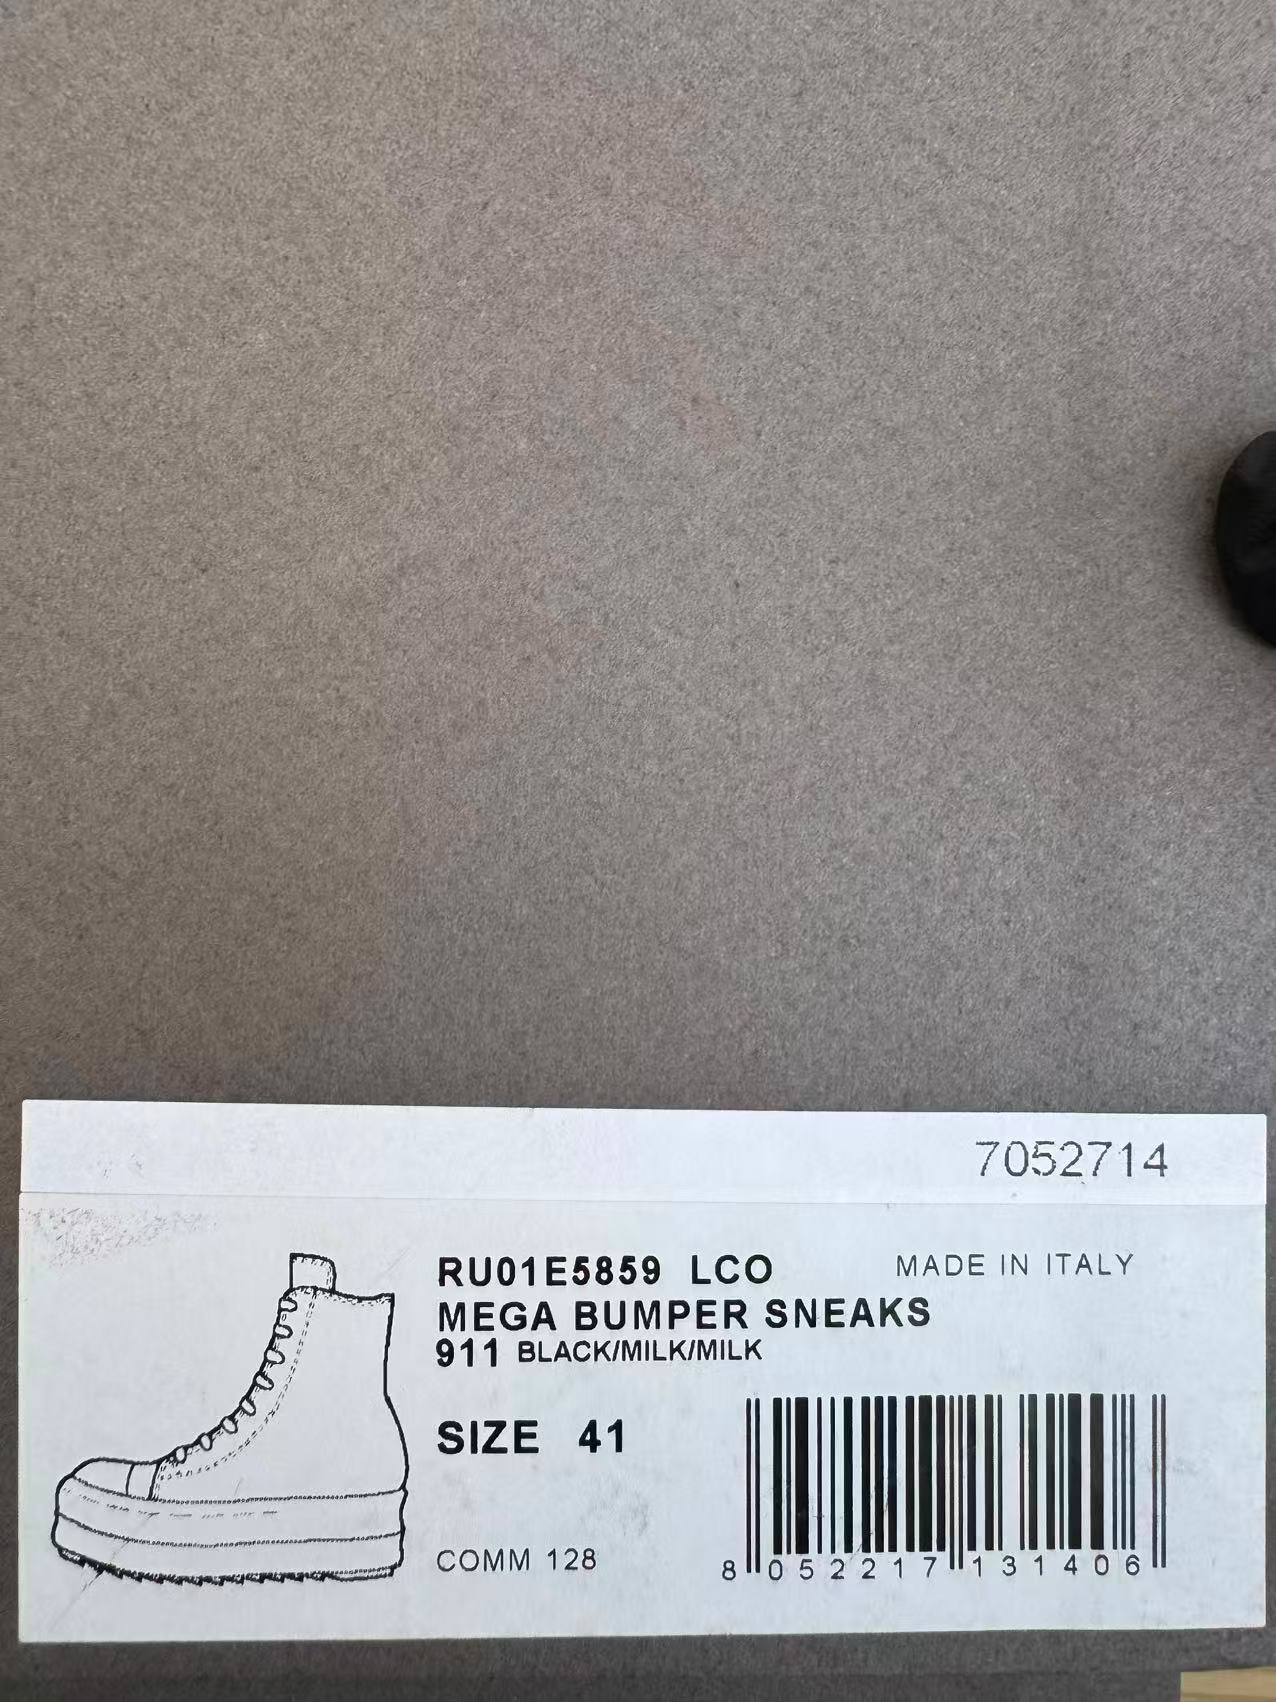 7052714
RU01E5859 LCO MADE IN ITALY
MEGA BUMPER SNEAKS
911 BLACK/MILK/MILK
SIZE 41
COMM 128
8 052217 131406